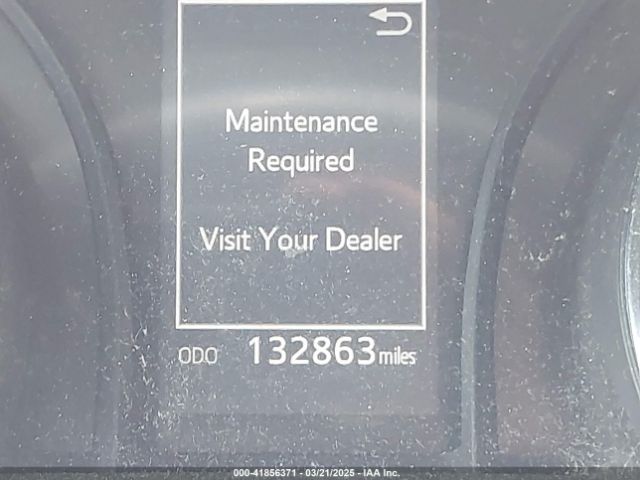 Maintenance
Required
Visit Your Dealer
ODO 132863 miles
000-41856371 - 03/21/2025 - IAA Inc.